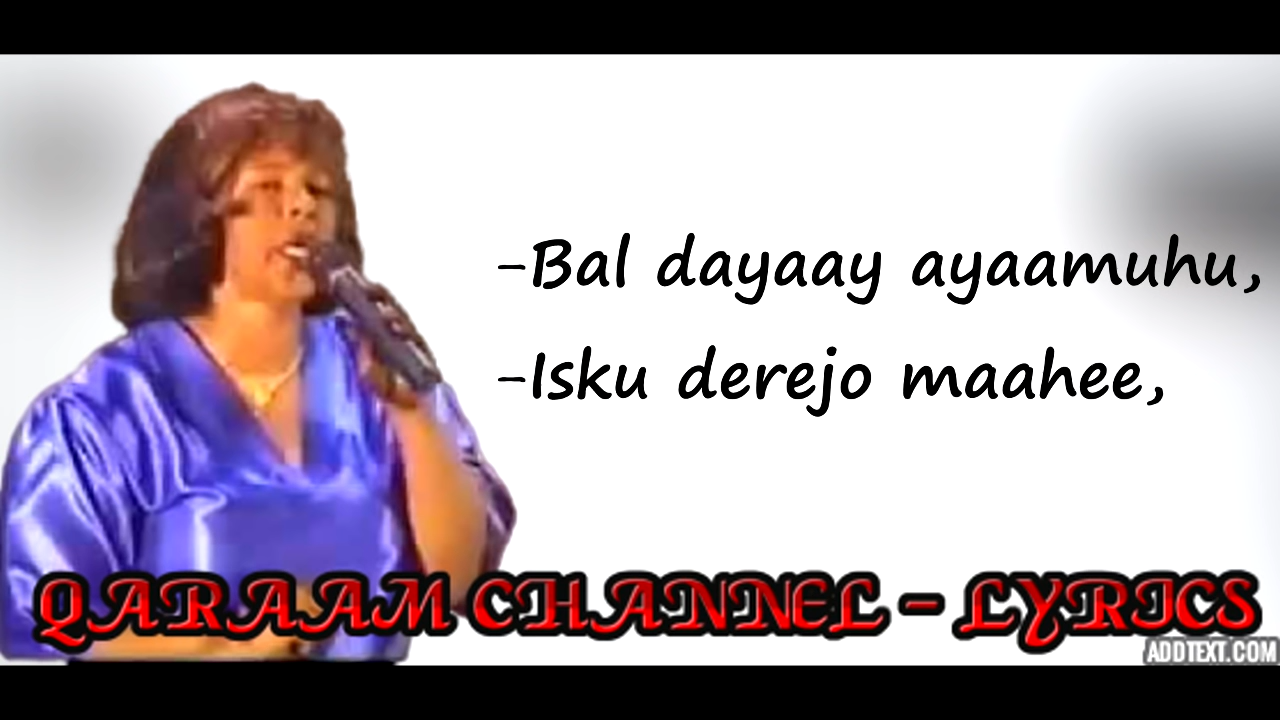 -Bal dayaay ayaamuhu,
-Isku derejo maahee,
QARAAM CHANNEL - LYRICS
ADDTEXT.COM